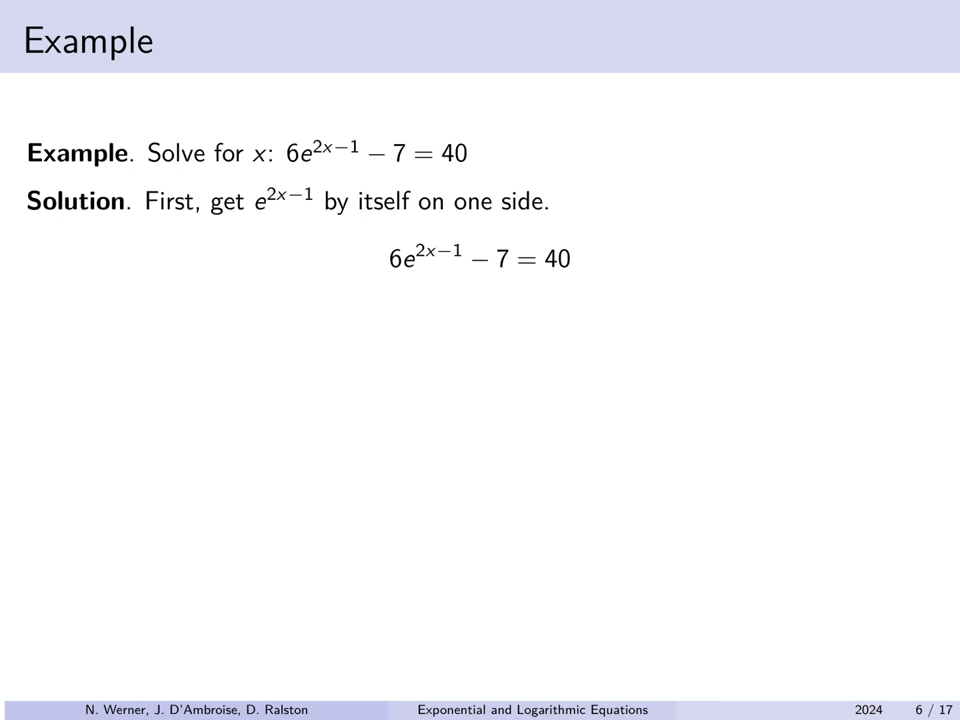 Example
Example. Solve for x: 6e^{2x−1} − 7 = 40
Solution. First, get e^{2x−1} by itself on one side.
6e^{2x−1} − 7 = 40
N. Werner, J. D'Ambroise, D. Ralston Exponential and Logarithmic Equations 2024 6 / 17